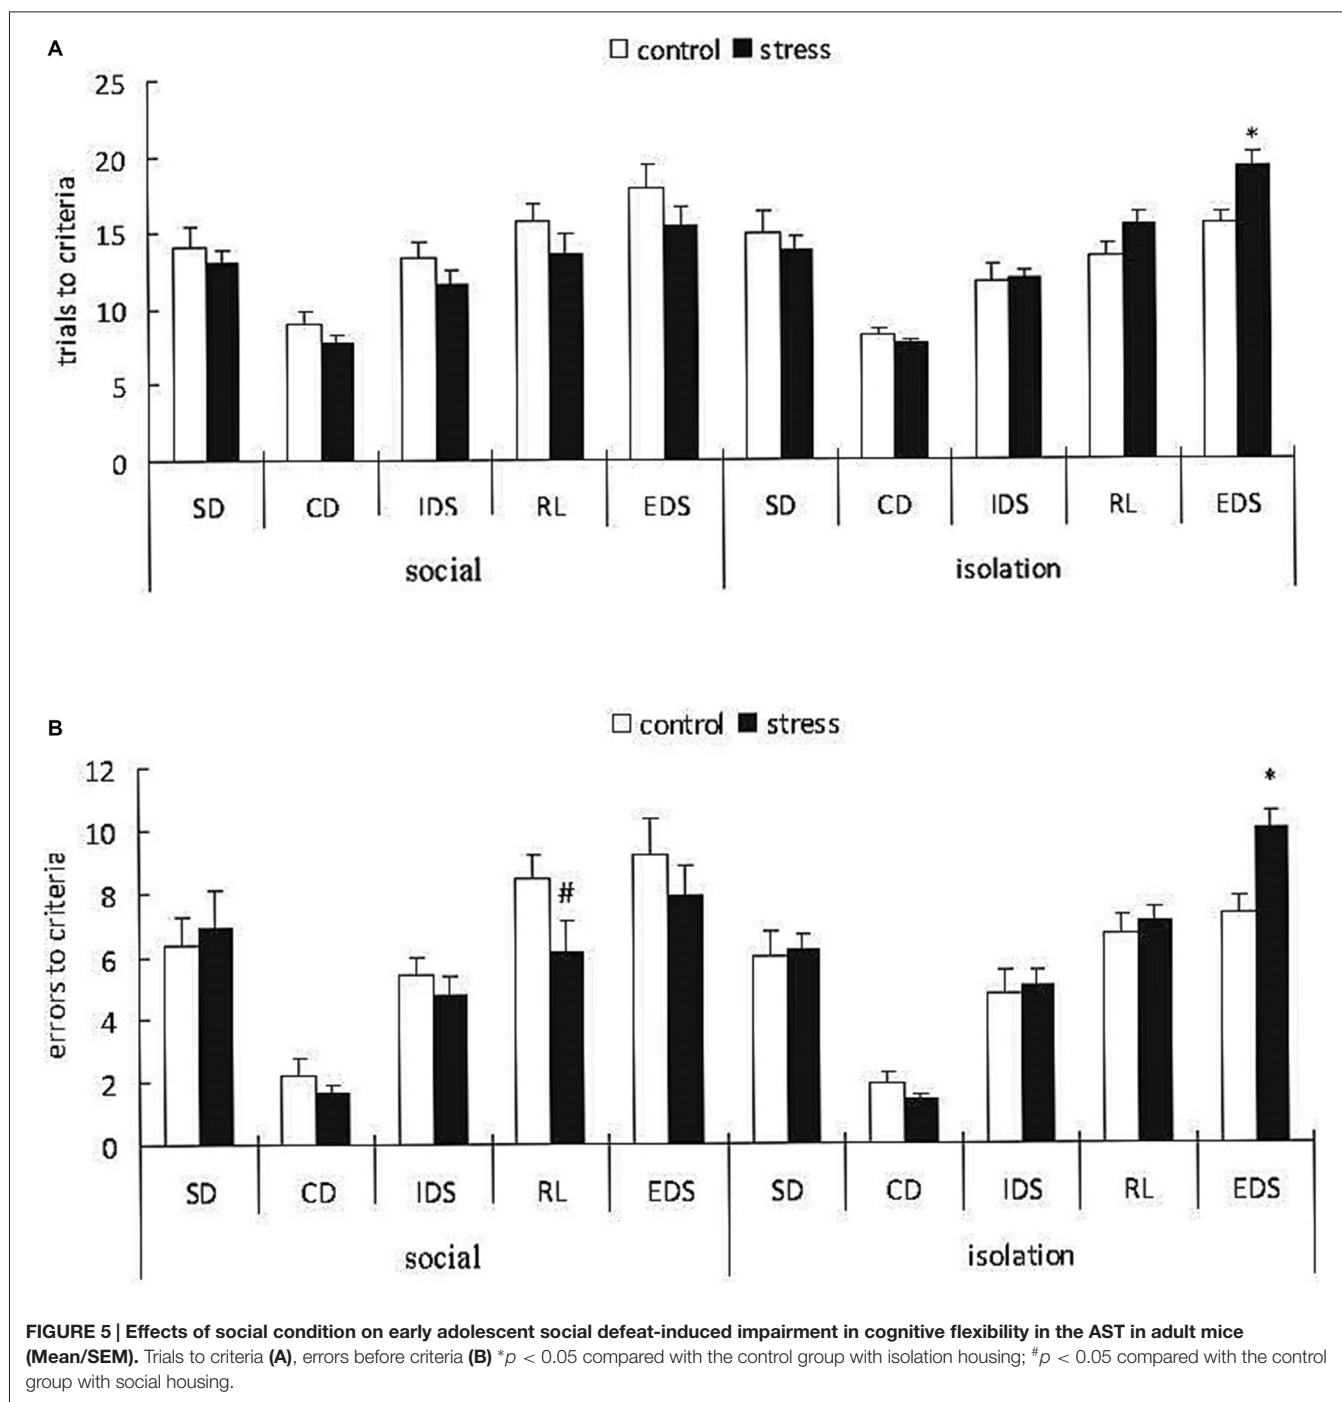 A
control stress
25
20
15
10
5
0
trials to criteria
*
SD CD IDS RL EDS SD CD IDS RL EDS
social isolation
B
control stress
12
10
8
6
4
2
0
errors to criteria
#
*
SD CD IDS RL EDS SD CD IDS RL EDS
social isolation
FIGURE 5 | Effects of social condition on early adolescent social defeat-induced impairment in cognitive flexibility in the AST in adult mice
(Mean/SEM). Trials to criteria (A), errors before criteria (B) *p < 0.05 compared with the control group with isolation housing; #p < 0.05 compared with the control
group with social housing.